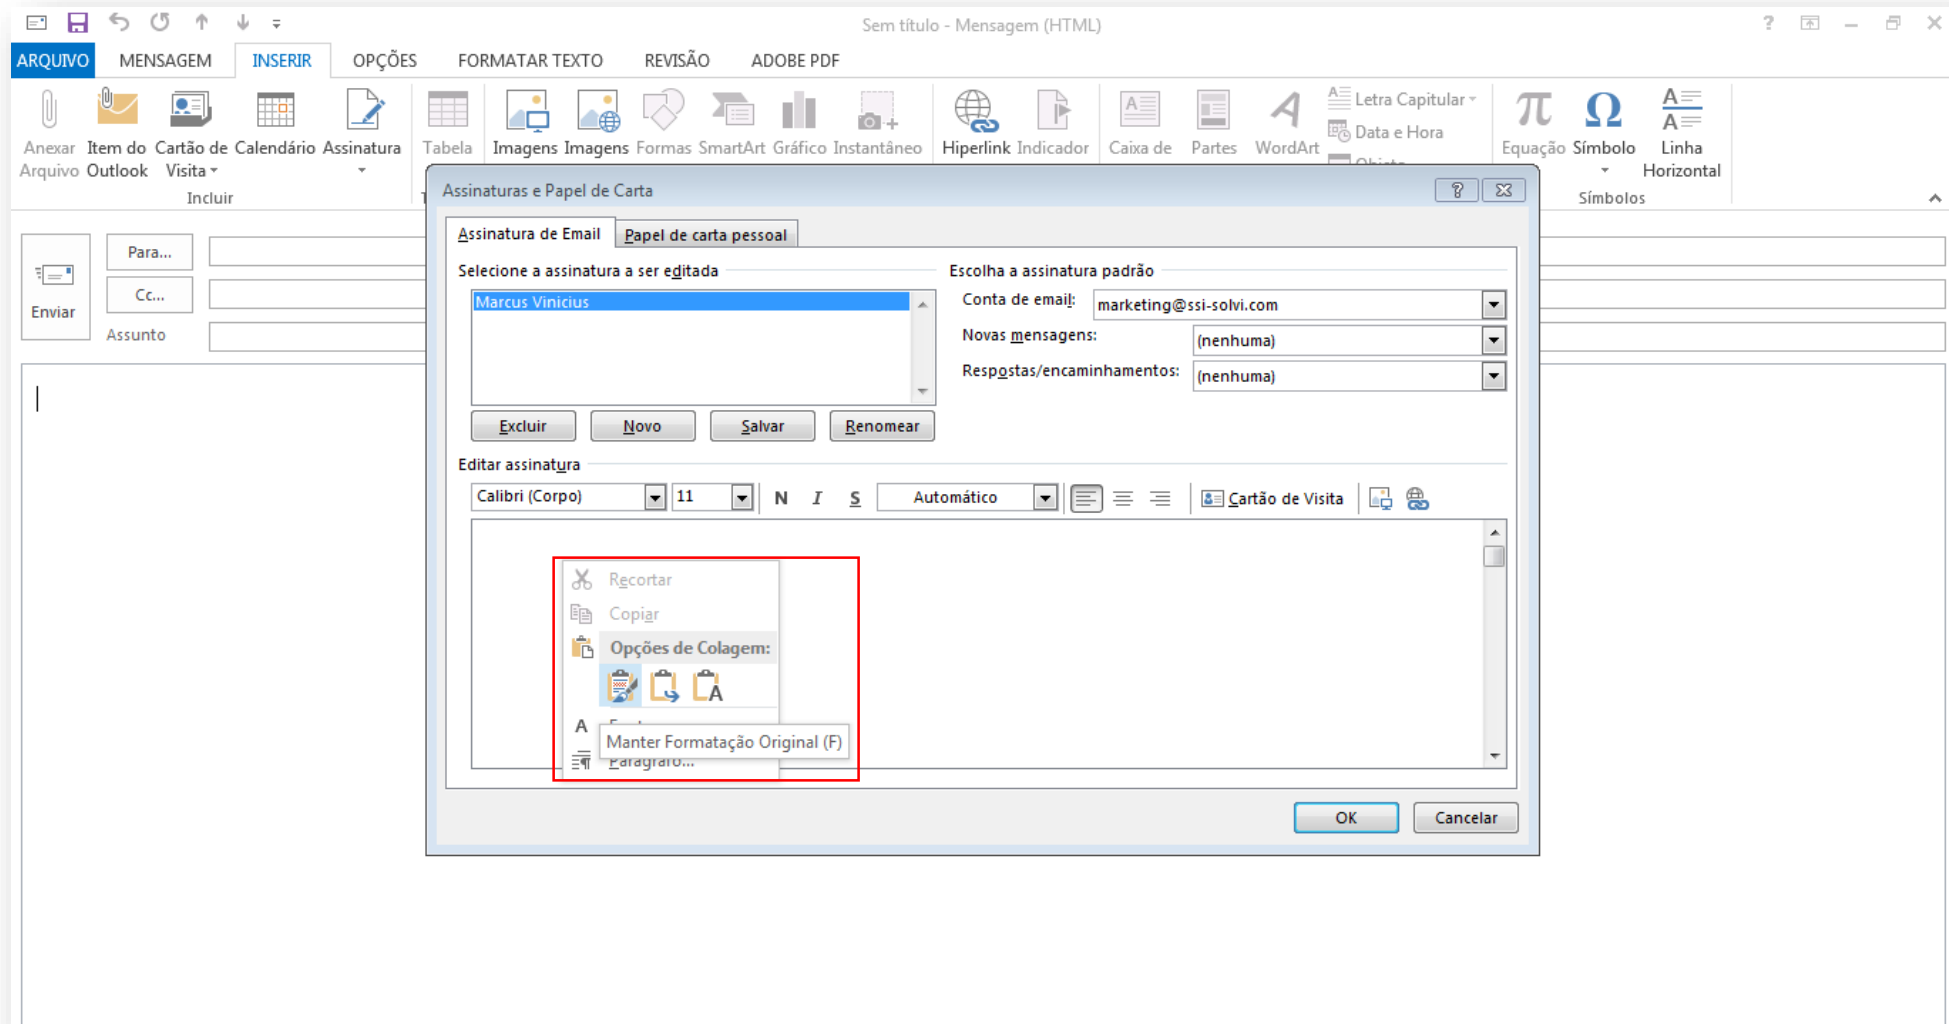 Sem título - Mensagem (HTML)
ARQUIVO MENSAGEM INSERIR OPÇÕES FORMATAR TEXTO REVISÃO ADOBE PDF
Anexar Arquivo
Item do Outlook
Cartão de Visita
Calendário
Assinatura
Tabela
Imagens
Imagens
Formas
SmartArt
Gráfico
Instantâneo
Hiperlink
Indicador
Caixa de
Partes
WordArt
Letra Capitular
Data e Hora
Objeto
Equação
Símbolo
Linha Horizontal
Incluir
Símbolos
Enviar
Para...
Cc...
Assunto
Assinaturas e Papel de Carta
Assinatura de Email
Papel de carta pessoal
Selecione a assinatura a ser editada
Marcus Vinicius
Excluir Novo Salvar Renomear
Escolha a assinatura padrão
Conta de email: marketing@ssi-solvi.com
Novas mensagens: (nenhuma)
Respostas/encaminhamentos: (nenhuma)
Editar assinatura
Calibri (Corpo) 11 N I S Automático Cartão de Visita
Recortar
Copiar
Opções de Colagem:
Manter Formatação Original (F)
Parágrafo...
OK Cancelar